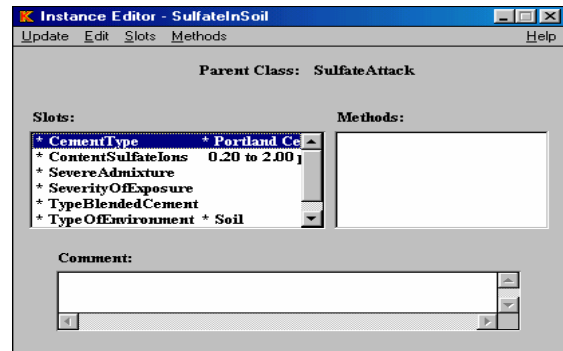 K Instance Editor - SulfateInSoil
Update Edit Slots Methods Help
Parent Class: SulfateAttack
Slots: Methods:
* CementType * Portland Ce
* ContentSulfateIons 0.20 to 2.00
* SevereAdmixture
* SeverityOfExposure
* TypeBlendedCement
* TypeOfEnvironment * Soil
Comment: